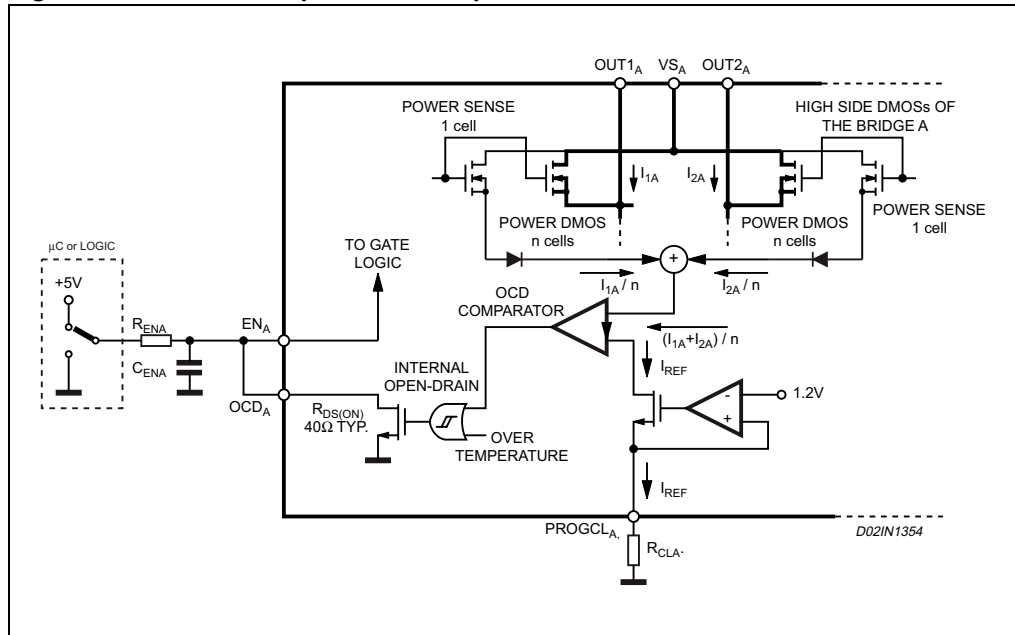 OUT1A VSA OUT2A
POWER SENSE
1 cell
HIGH SIDE DMOSs OF
THE BRIDGE A
I1A
I2A
POWER DMOS
n cells
POWER DMOS
n cells
POWER SENSE
1 cell
μC or LOGIC
+5V
TO GATE
LOGIC
+
I1A / n
I2A / n
OCD
COMPARATOR
(I1A+I2A) / n
RENA
ENA
CENA
IREF
INTERNAL
OPEN-DRAIN
-
+
1.2V
OCDA
RDS(ON)
40Ω TYP.
OVER
TEMPERATURE
IREF
PROGCLA,
D02IN1354
RCLA.